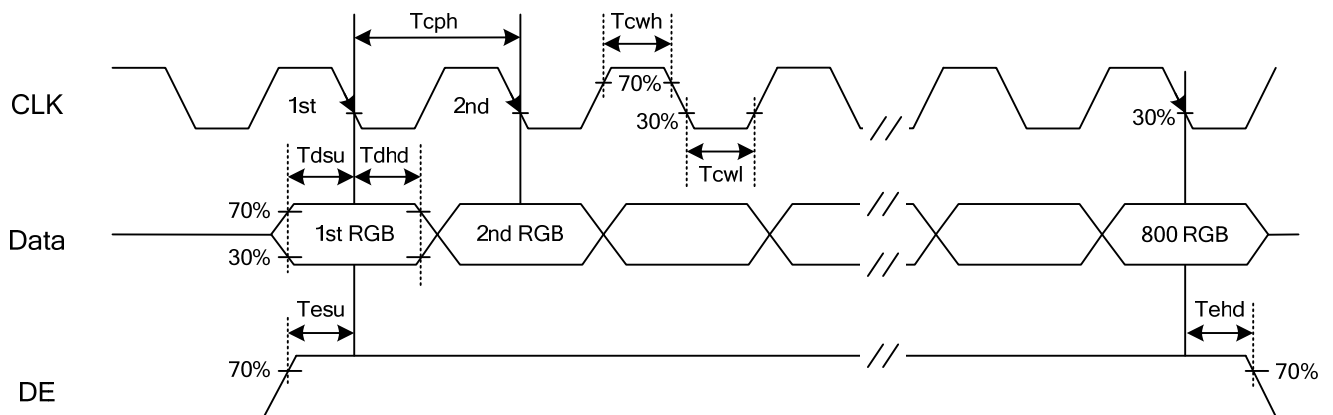 Tcph
Tcwh
CLK
1st
2nd
70%
30%
30%
Tcwl
Tdsu
Tdhd
Data
70%
30%
1st RGB
2nd RGB
800 RGB
Tesu
Tehd
DE
70%
70%